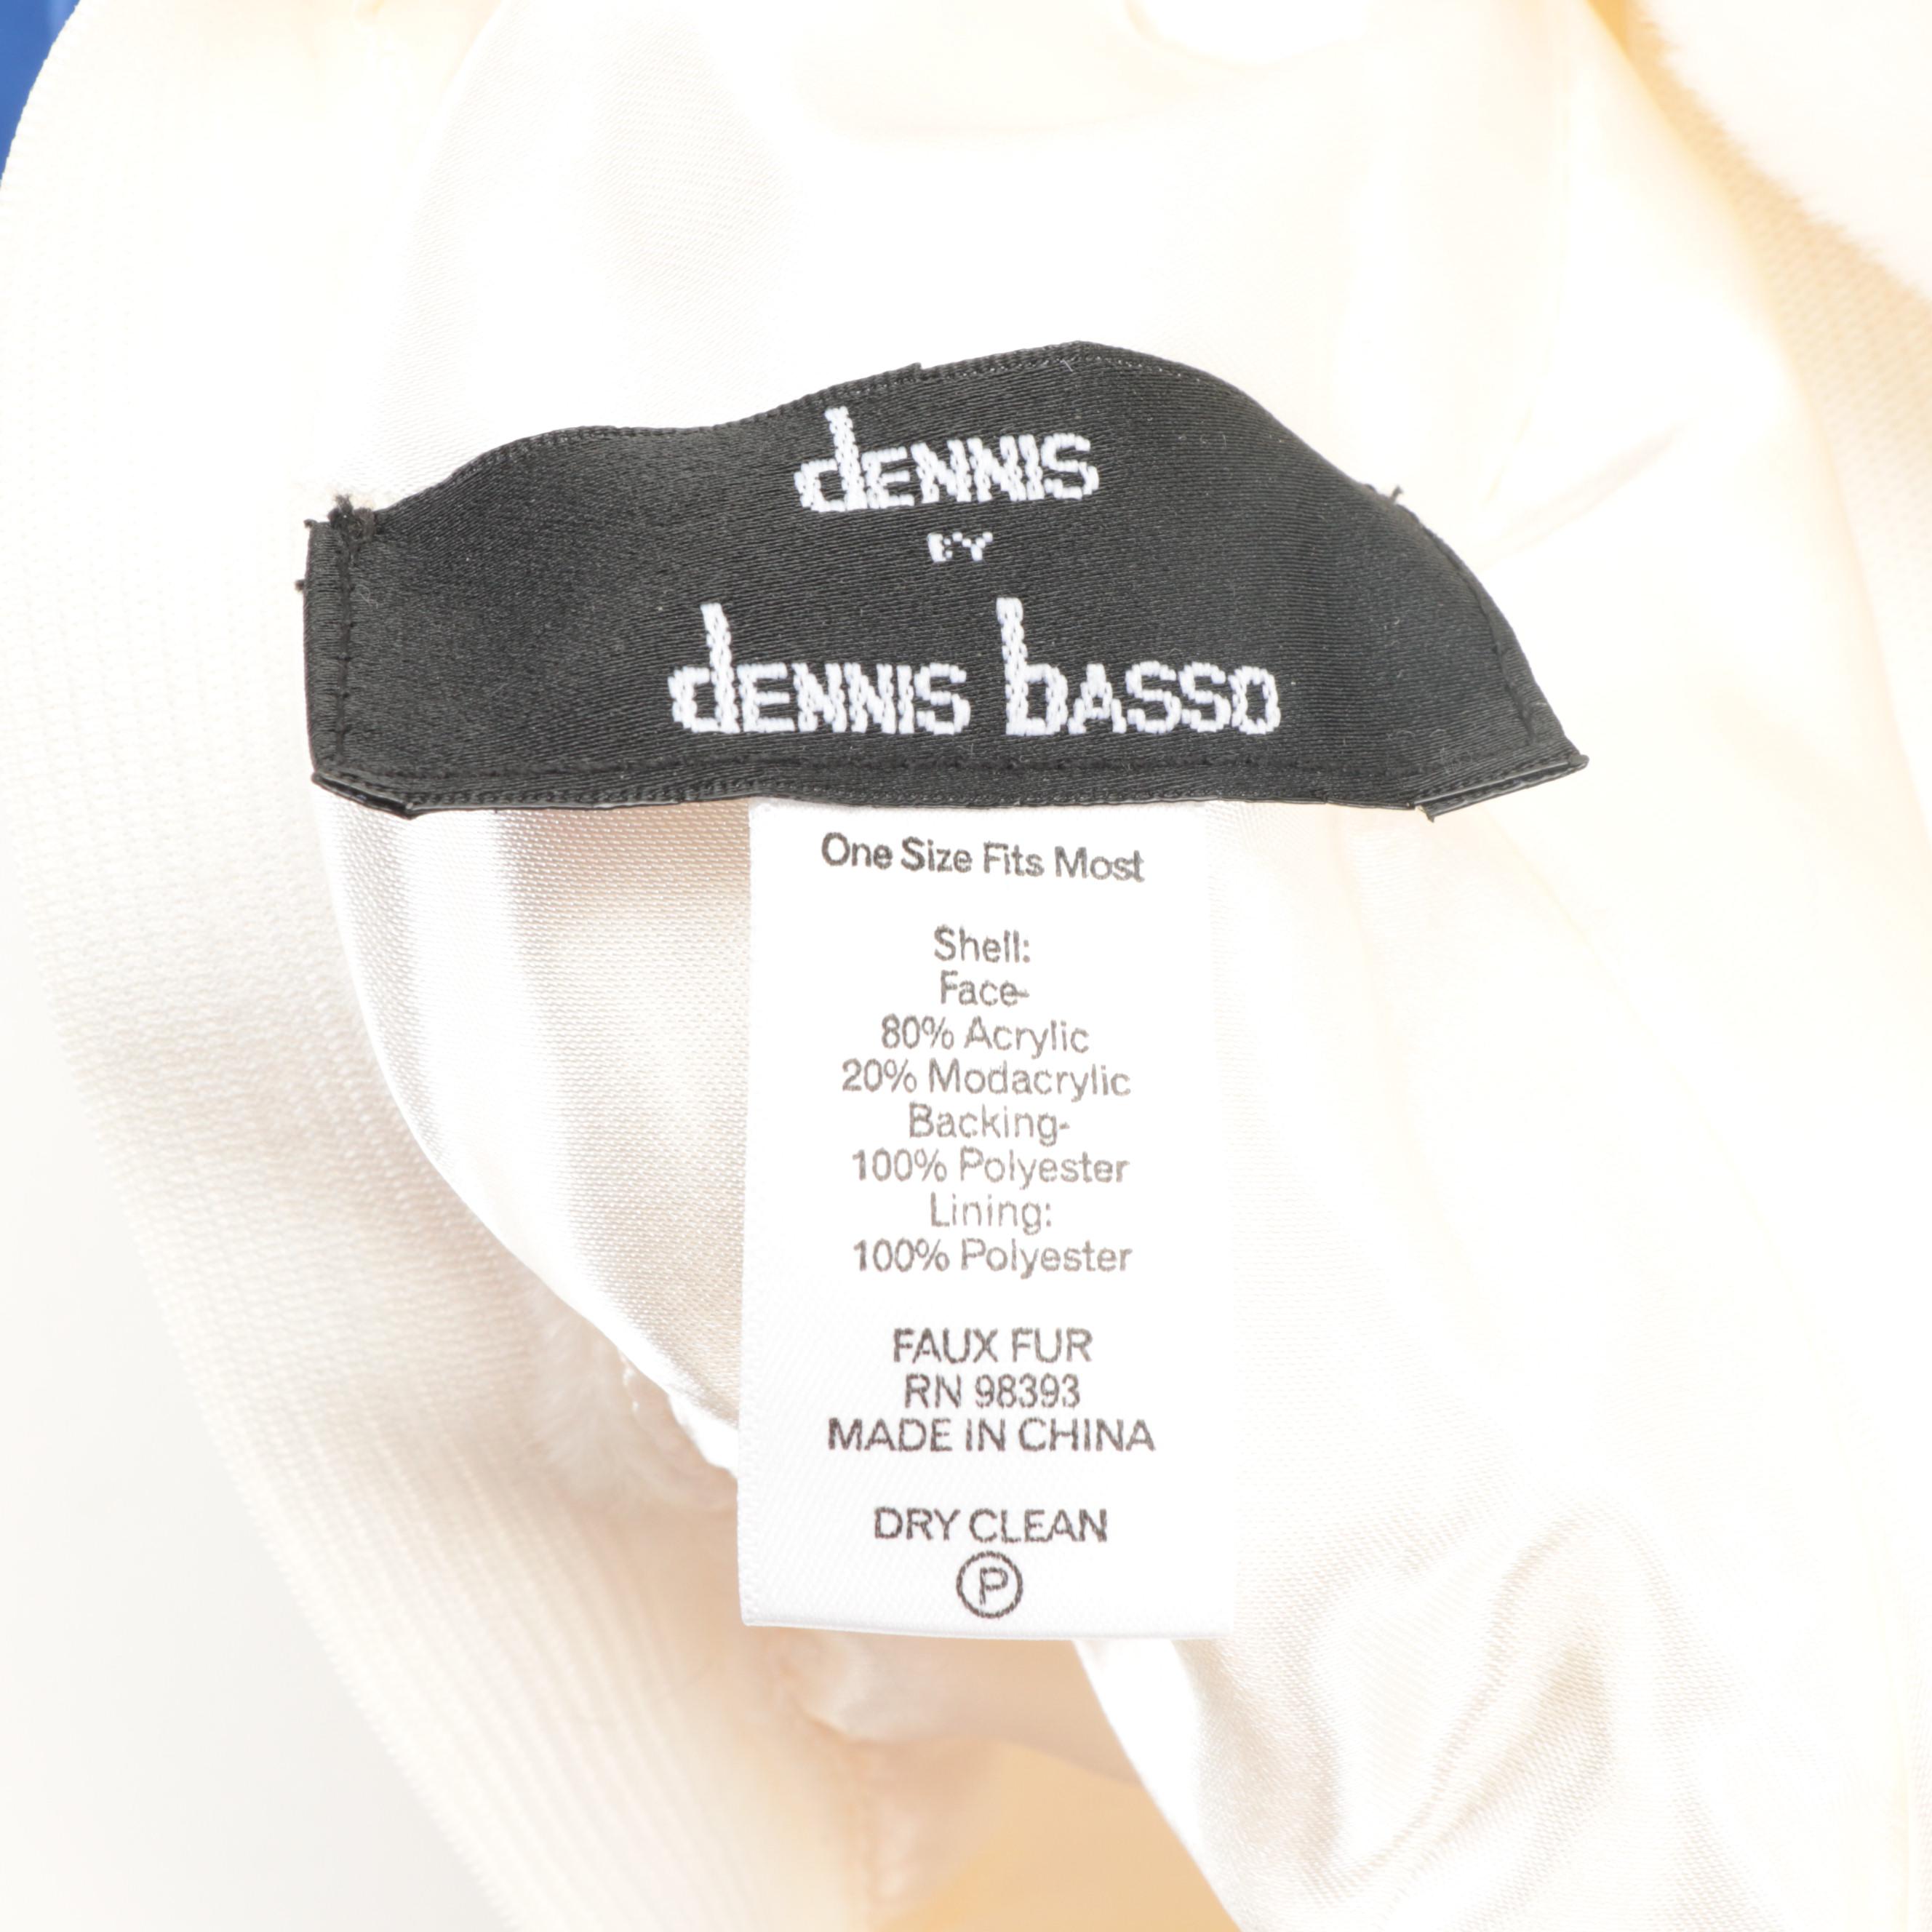 dENNIS
BY
dENNIS bASSO
One Size Fits Most
Shell:
Face-
80% Acrylic
20% Modacrylic
Backing-
100% Polyester
Lining:
100% Polyester
FAUX FUR
RN 98393
MADE IN CHINA
DRY CLEAN
P